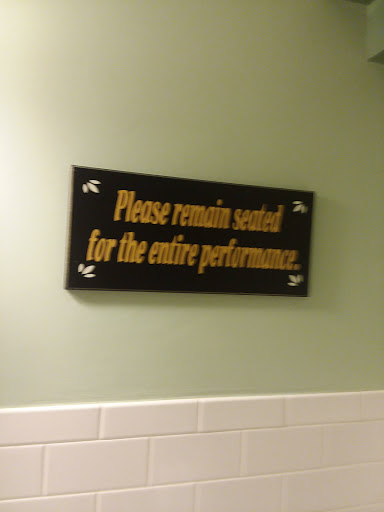 Please remain seated
for the entire performance.